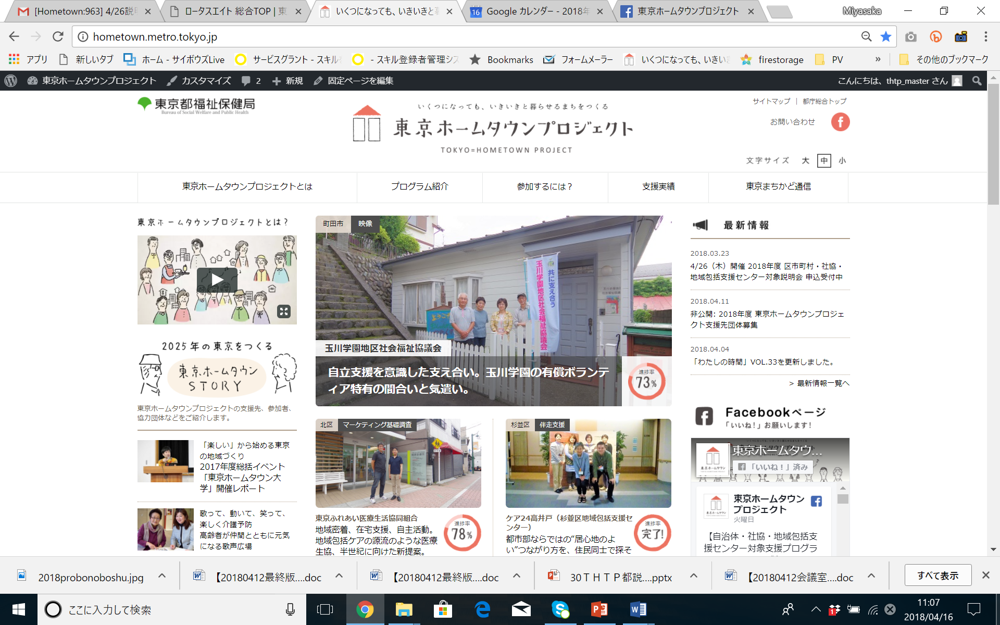 [Hometown:963] 4/26説
ロータスエイト 総合TOP | 東
いくつになっても、いきいきと
Google カレンダー - 2018年
東京ホームタウンプロジェクト
Miyasaka
hometown.metro.tokyo.jp
アプリ
新しいタブ
ホーム - サイボウズLive
サービスグラント - スキル
- スキル登録者管理シス
Bookmarks
フォームメーラー
いくつになっても、いきい
firestorage
PV
»
その他のブックマーク
東京ホームタウンプロジェクト
カスタマイズ
2
新規
固定ページを編集
こんにちは、thtp_master さん
東京都福祉保健局
Bureau of Social Welfare and Public Health
いくつになっても、いきいきと暮らせるまちをつくる
東京ホームタウンプロジェクト
TOKYO=HOMETOWN PROJECT
サイトマップ | 都庁総合トップ
お問い合わせ
文字サイズ 大 中 小
東京ホームタウンプロジェクトとは
プログラム紹介
参加するには？
支援実績
東京まちかど通信
東京ホームタウンプロジェクトとは？
2025年の東京をつくる
東京ホームタウン
STORY
東京ホームタウンプロジェクトの支援先、参加者、
協力団体などをご紹介します。
「楽しい」から始める東京
の地域づくり
2017年度総括イベント
「東京ホームタウン大
学」開催レポート
歌って、動いて、笑って、
楽しく介護予防
高齢者が仲間とともに元気
になる歌声広場
町田市 映像
共に支え合う
玉川学園地区社会福祉協議会
玉川学園地区社会福祉協議会
自立支援を意識した支え合い。玉川学園の有償ボランテ
ィア特有の間合いと気遣い。
進捗率
73%
北区 マーケティング基礎調査
東京ふれあい医療生活協同組合
地域密着、在宅支援、自主活動。
地域包括ケアの源流のような医療
生協、半世紀に向けた新提案。
進捗率
78%
杉並区 伴走支援
ケア24高井戸（杉並区地域包括支援セ
ンター）
都市部ならではの“居心地のよ
い”つながり方を、住民同士で探そ
進捗率
完了!
最新情報
2018.03.23
4/26（木）開催 2018年度 区市町村・社協・
地域包括支援センター対象説明会 申込受付中
2018.04.11
非公開: 2018年度 東京ホームタウンプロジェ
クト支援先団体募集
2018.04.04
「わたしの時間」VOL.33を更新しました。
> 最新情報一覧へ
Facebookページ
「いいね！」お願いします！
東京ホームタウ...
「いいね！」済み
東京ホームタウン
プロジェクト
火曜日
【自治体・社協・地域包括支
援センター対象支援プログラ
2018probonoboshu.jpg
【20180412最終版....doc
【20180412最終版....doc
30ＴＨＴＰ都説....pptx
【20180412会議室....doc
すべて表示
ここに入力して検索
11:07
2018/04/16